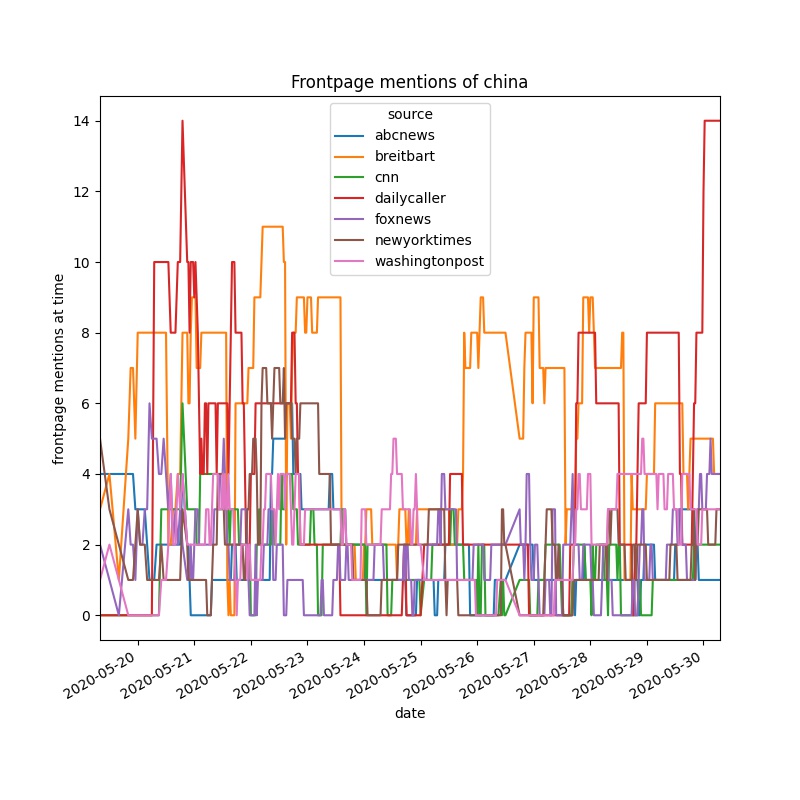 Frontpage mentions of china
source
abcnews
breitbart
cnn
dailycaller
foxnews
newyorktimes
washingtonpost
14
12
10
8
6
4
2
0
frontpage mentions at time
2020-05-20
2020-05-21
2020-05-22
2020-05-23
2020-05-24
2020-05-25
2020-05-26
2020-05-27
2020-05-28
2020-05-29
2020-05-30
date